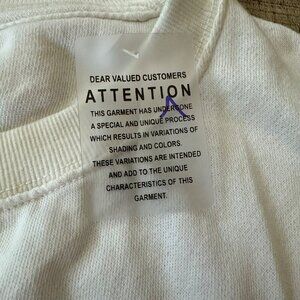 DEAR VALUED CUSTOMERS
ATTENTION
THIS GARMENT HAS UNDERGONE
A SPECIAL AND UNIQUE PROCESS
WHICH RESULTS IN VARIATIONS OF
SHADING AND COLORS.
THESE VARIATIONS ARE INTENDED
AND ADD TO THE UNIQUE
CHARACTERISTICS OF THIS
GARMENT.